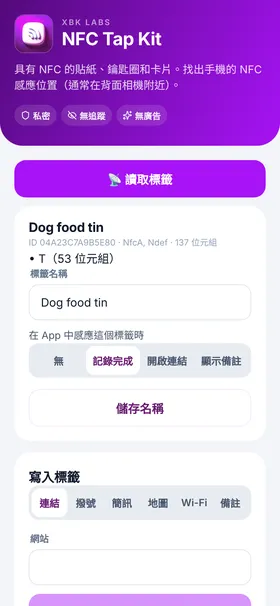 XBK LABS
NFC Tap Kit
具有 NFC 的貼紙、鑰匙圈和卡片。找出手機的 NFC
感應位置（通常在背面相機附近）。
私密
無追蹤
無廣告
📡 讀取標籤
Dog food tin
ID 04A23C7A9B5E80 · NfcA, Ndef · 137 位元組
• T（53 位元組）
標籤名稱
Dog food tin
在 App 中感應這個標籤時
無 記錄完成 開啟連結 顯示備註
儲存名稱
寫入標籤
連結 撥號 簡訊 地圖 Wi-Fi 備註
網站